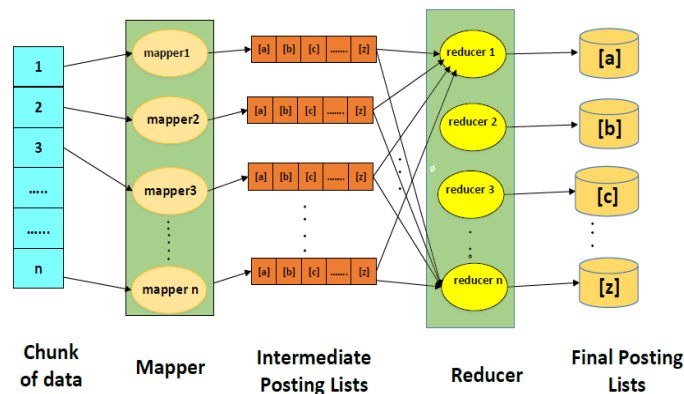 1
2
3
.....
......
n
mapper1
mapper2
mapper3
mapper n
[a] [b] [c] ....... [z]
[a] [b] [c] ....... [z]
[a] [b] [c] ....... [z]
[a] [b] [c] ....... [z]
reducer 1
reducer 2
reducer 3
reducer n
[a]
[b]
[c]
[z]
Chunk
of data
Mapper
Intermediate
Posting Lists
Reducer
Final Posting
Lists